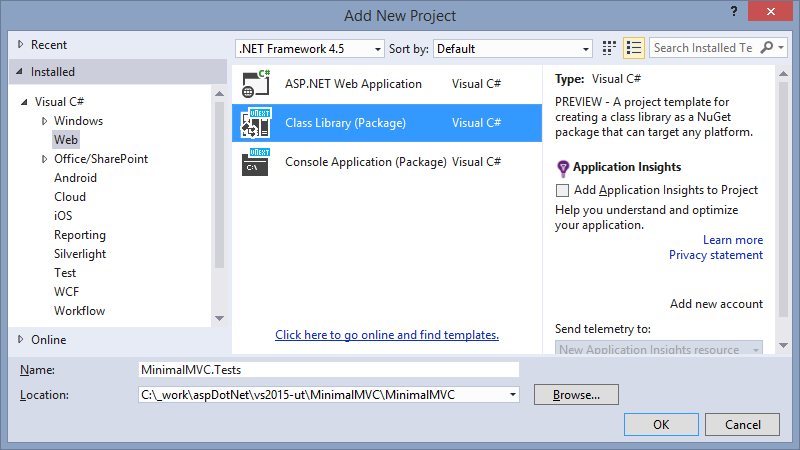 Add New Project
?
Recent
.NET Framework 4.5
Sort by:
Default
Search Installed Te
Installed
Visual C#
Windows
Web
Office/SharePoint
Android
Cloud
iOS
Reporting
Silverlight
Test
WCF
Workflow
Online
C#
ASP.NET Web Application
Visual C#
vNEXT
Class Library (Package)
Visual C#
vNEXT
C:\
Console Application (Package)
Visual C#
Click here to go online and find templates.
Type: Visual C#
PREVIEW - A project template for
creating a class library as a NuGet
package that can target any platform.
Application Insights
Add Application Insights to Project
Help you understand and optimize
your application.
Learn more
Privacy statement
Add new account
Send telemetry to:
New Application Insights resource
Name:
MinimalMVC.Tests
Location:
C:\_work\aspDotNet\vs2015-ut\MinimalMVC\MinimalMVC
Browse...
OK
Cancel